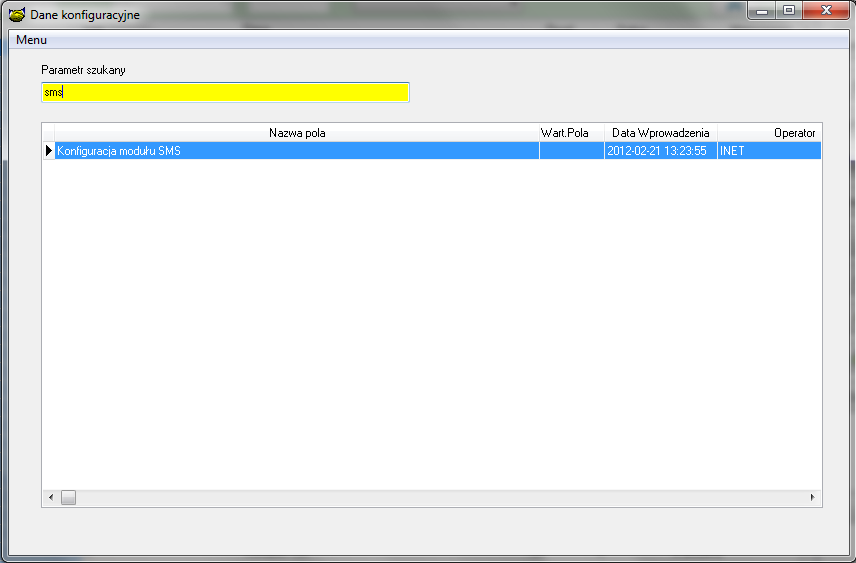 Dane konfiguracyjne
Menu
Parametr szukany
sms
Nazwa pola Wart.Pola Data Wprowadzenia Operator
Konfiguracja modułu SMS 2012-02-21 13:23:55 INET